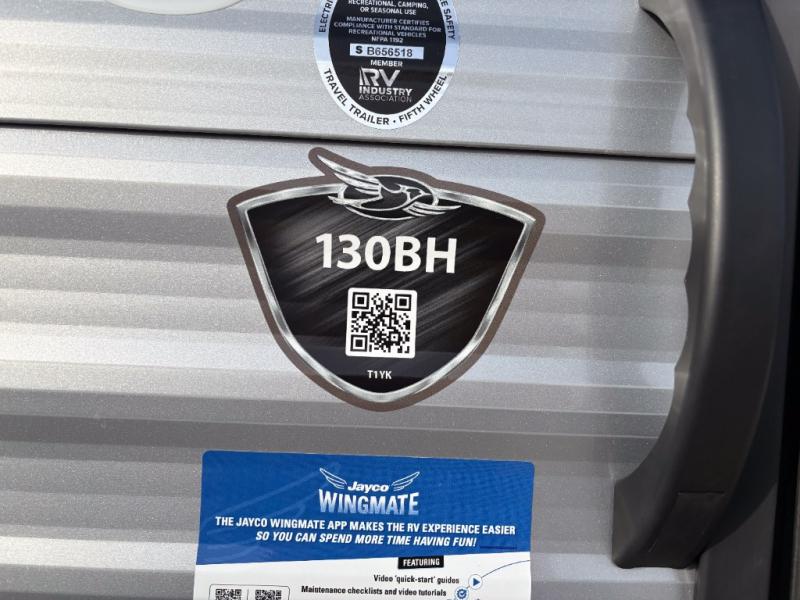 RECREATIONAL, CAMPING,
OR SEASONAL USE
MANUFACTURER CERTIFIES
COMPLIANCE WITH STANDARD FOR
RECREATIONAL VEHICLES
NFPA 1192
S B656518
MEMBER
RV
INDUSTRY
ASSOCIATION
TRAVEL TRAILER • FIFTH WHEEL
SAFETY
130BH
T1YK
Jayco
WINGMATE
THE JAYCO WINGMATE APP MAKES THE RV EXPERIENCE EASIER
SO YOU CAN SPEND MORE TIME HAVING FUN!
FEATURING
Video 'quick-start' guides
Maintenance checklists and video tutorials